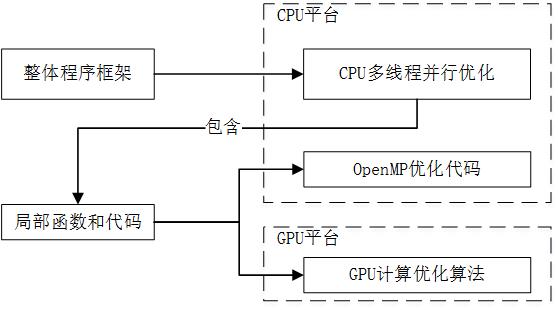 CPU平台
整体程序框架
CPU多线程并行优化
包含
OpenMP优化代码
局部函数和代码
GPU平台
GPU计算优化算法